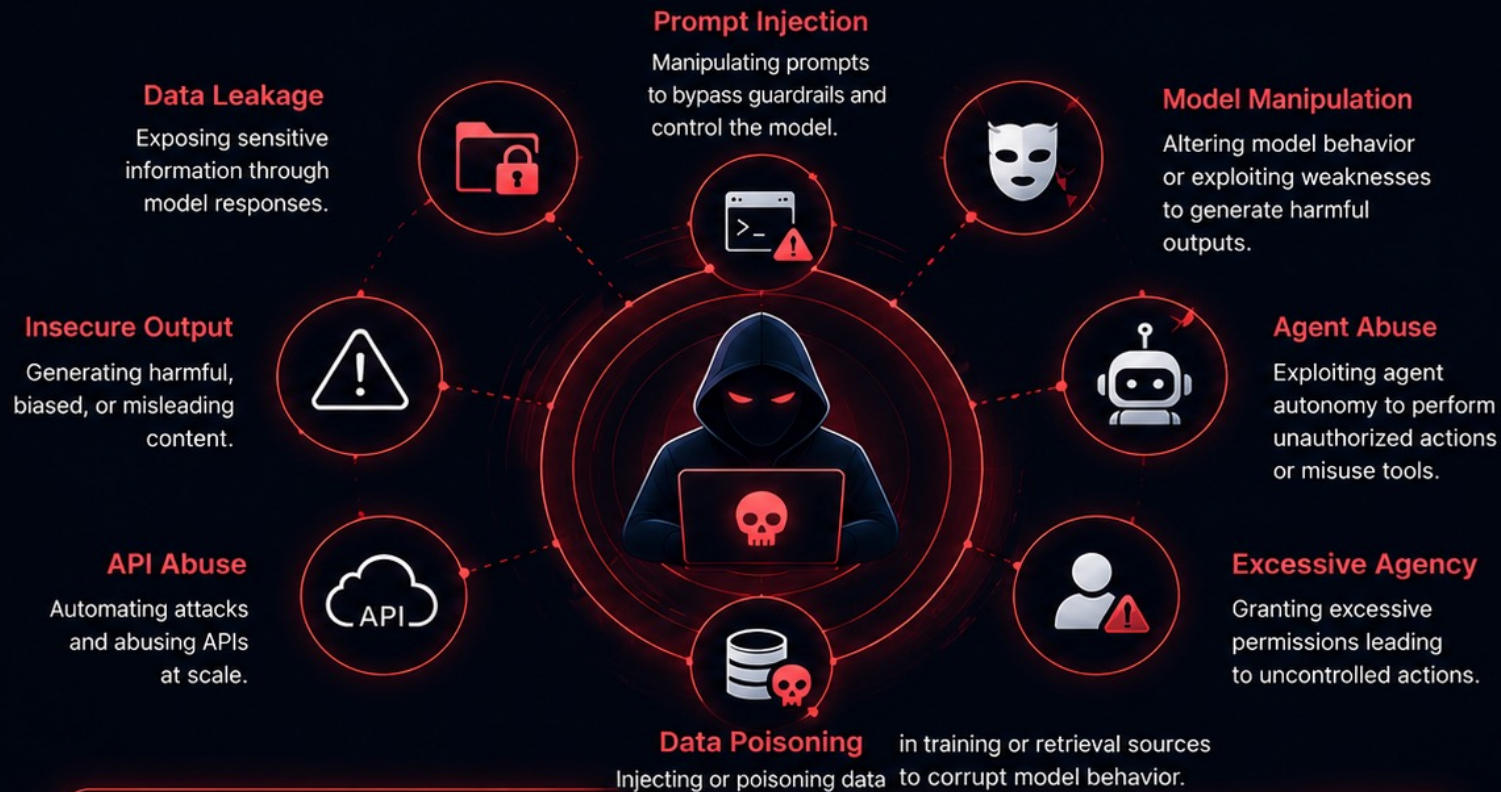 Prompt Injection
Manipulating prompts
to bypass guardrails and
control the model.
Data Leakage
Exposing sensitive
information through
model responses.
Model Manipulation
Altering model behavior
or exploiting weaknesses
to generate harmful
outputs.
>_
Insecure Output
Generating harmful,
biased, or misleading
content.
Agent Abuse
Exploiting agent
autonomy to perform
unauthorized actions
or misuse tools.
API Abuse
Automating attacks
and abusing APIs
at scale.
API
Excessive Agency
Granting excessive
permissions leading
to uncontrolled actions.
Data Poisoning
Injecting or poisoning data
in training or retrieval sources
to corrupt model behavior.